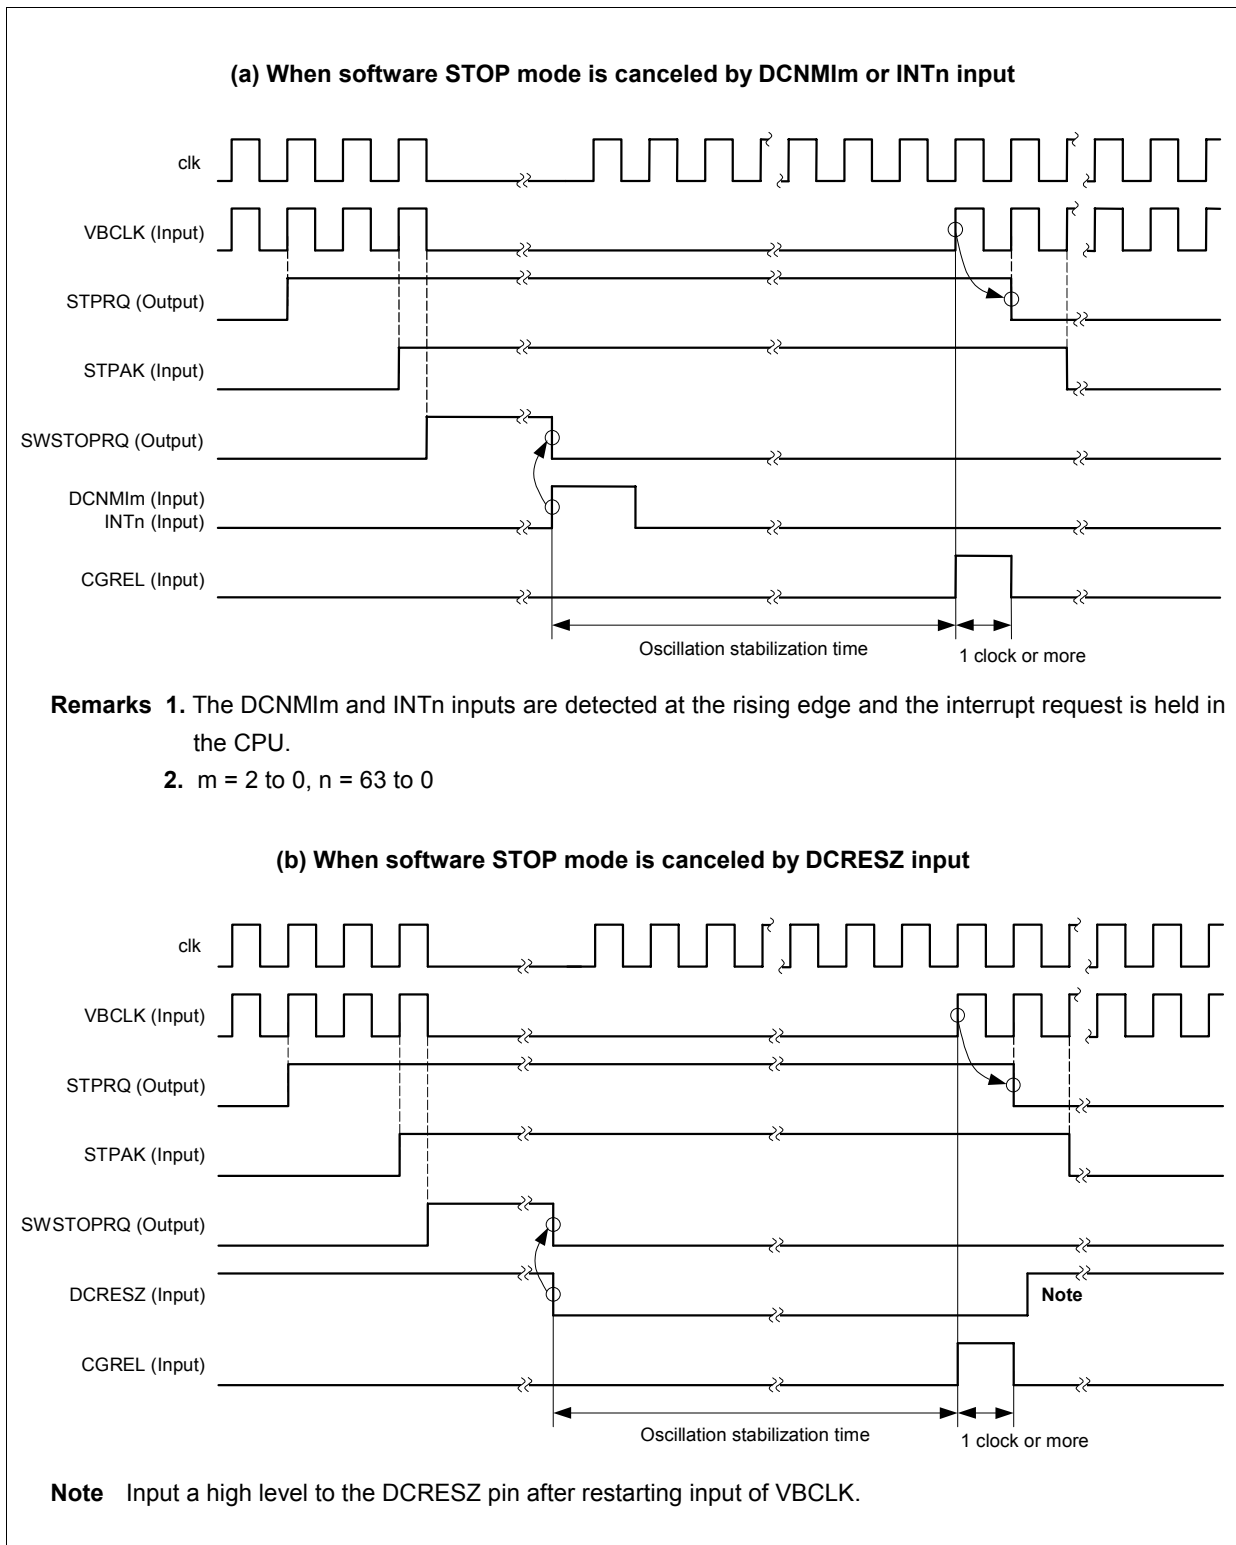 (a) When software STOP mode is canceled by DCNMIm or INTn input
clk
VBCLK (Input)
STPRQ (Output)
STPAK (Input)
SWSTOPRQ (Output)
DCNMIm (Input)
INTn (Input)
CGREL (Input)
Oscillation stabilization time
1 clock or more
Remarks 1. The DCNMIm and INTn inputs are detected at the rising edge and the interrupt request is held in
the CPU.
2. m = 2 to 0, n = 63 to 0
(b) When software STOP mode is canceled by DCRESZ input
clk
VBCLK (Input)
STPRQ (Output)
STPAK (Input)
SWSTOPRQ (Output)
DCRESZ (Input)
Note
CGREL (Input)
Oscillation stabilization time
1 clock or more
Note Input a high level to the DCRESZ pin after restarting input of VBCLK.